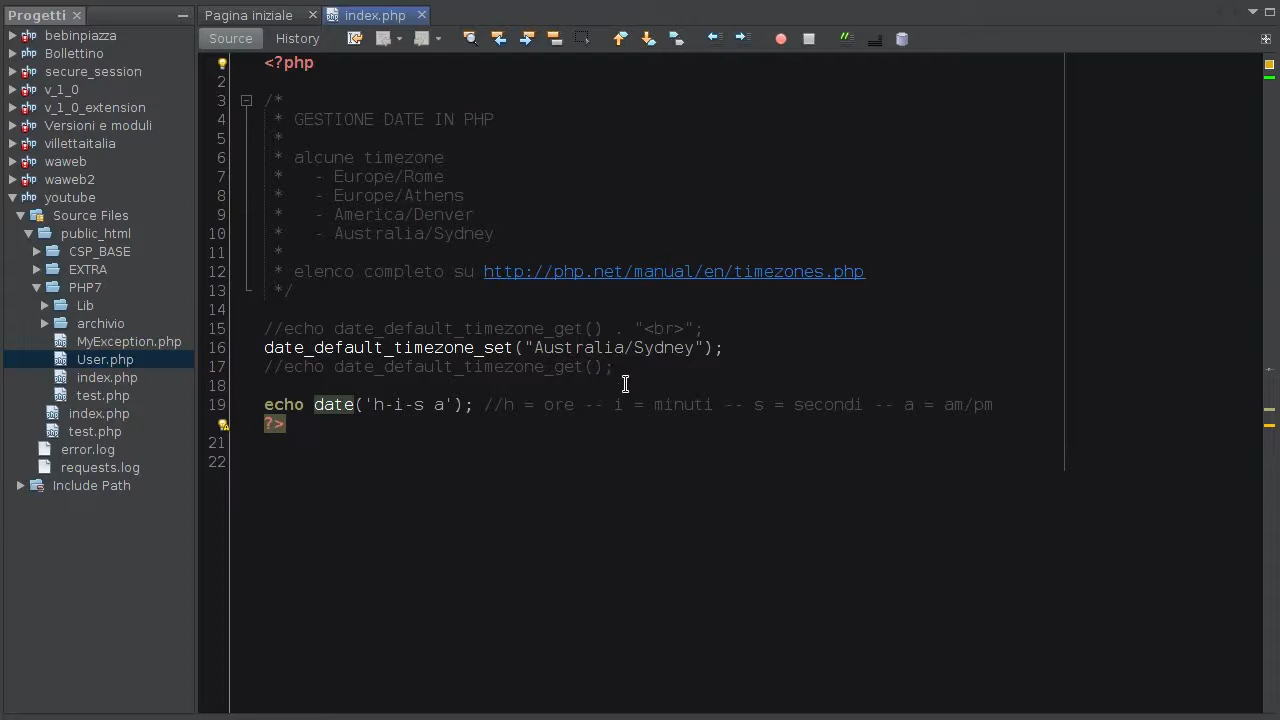 Progetti
bebinpiazza
Bollettino
secure_session
v_1_0
v_1_0_extension
Versioni e moduli
villettaitalia
waweb
waweb2
youtube
Source Files
public_html
CSP_BASE
EXTRA
PHP7
Lib
archivio
MyException.php
User.php
index.php
test.php
index.php
test.php
error.log
requests.log
Include Path
Pagina iniziale
index.php
Source History
<?php
2
3 /*
4 * GESTIONE DATE IN PHP
5 *
6 * alcune timezone
7 * - Europe/Rome
8 * - Europe/Athens
9 * - America/Denver
10 * - Australia/Sydney
11 *
12 * elenco completo su http://php.net/manual/en/timezones.php
13 */
14
15 //echo date_default_timezone_get() . "<br>";
16 date_default_timezone_set("Australia/Sydney");
17 //echo date_default_timezone_get();
18
19 echo date('h-i-s a'); //h = ore -- i = minuti -- s = secondi -- a = am/pm
?>
21
22